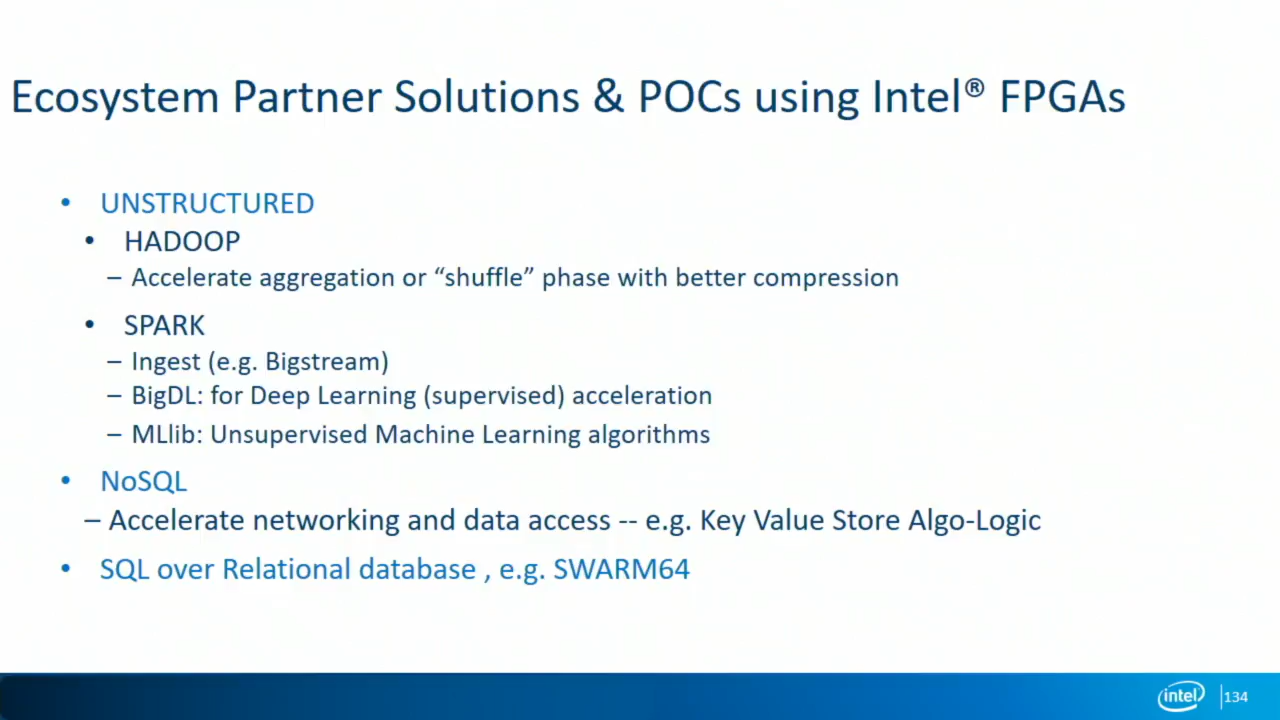 Ecosystem Partner Solutions & POCs using Intel® FPGAs
• UNSTRUCTURED
• HADOOP
– Accelerate aggregation or “shuffle” phase with better compression
• SPARK
– Ingest (e.g. Bigstream)
– BigDL: for Deep Learning (supervised) acceleration
– MLlib: Unsupervised Machine Learning algorithms
• NoSQL
– Accelerate networking and data access -- e.g. Key Value Store Algo-Logic
• SQL over Relational database , e.g. SWARM64
intel | 134